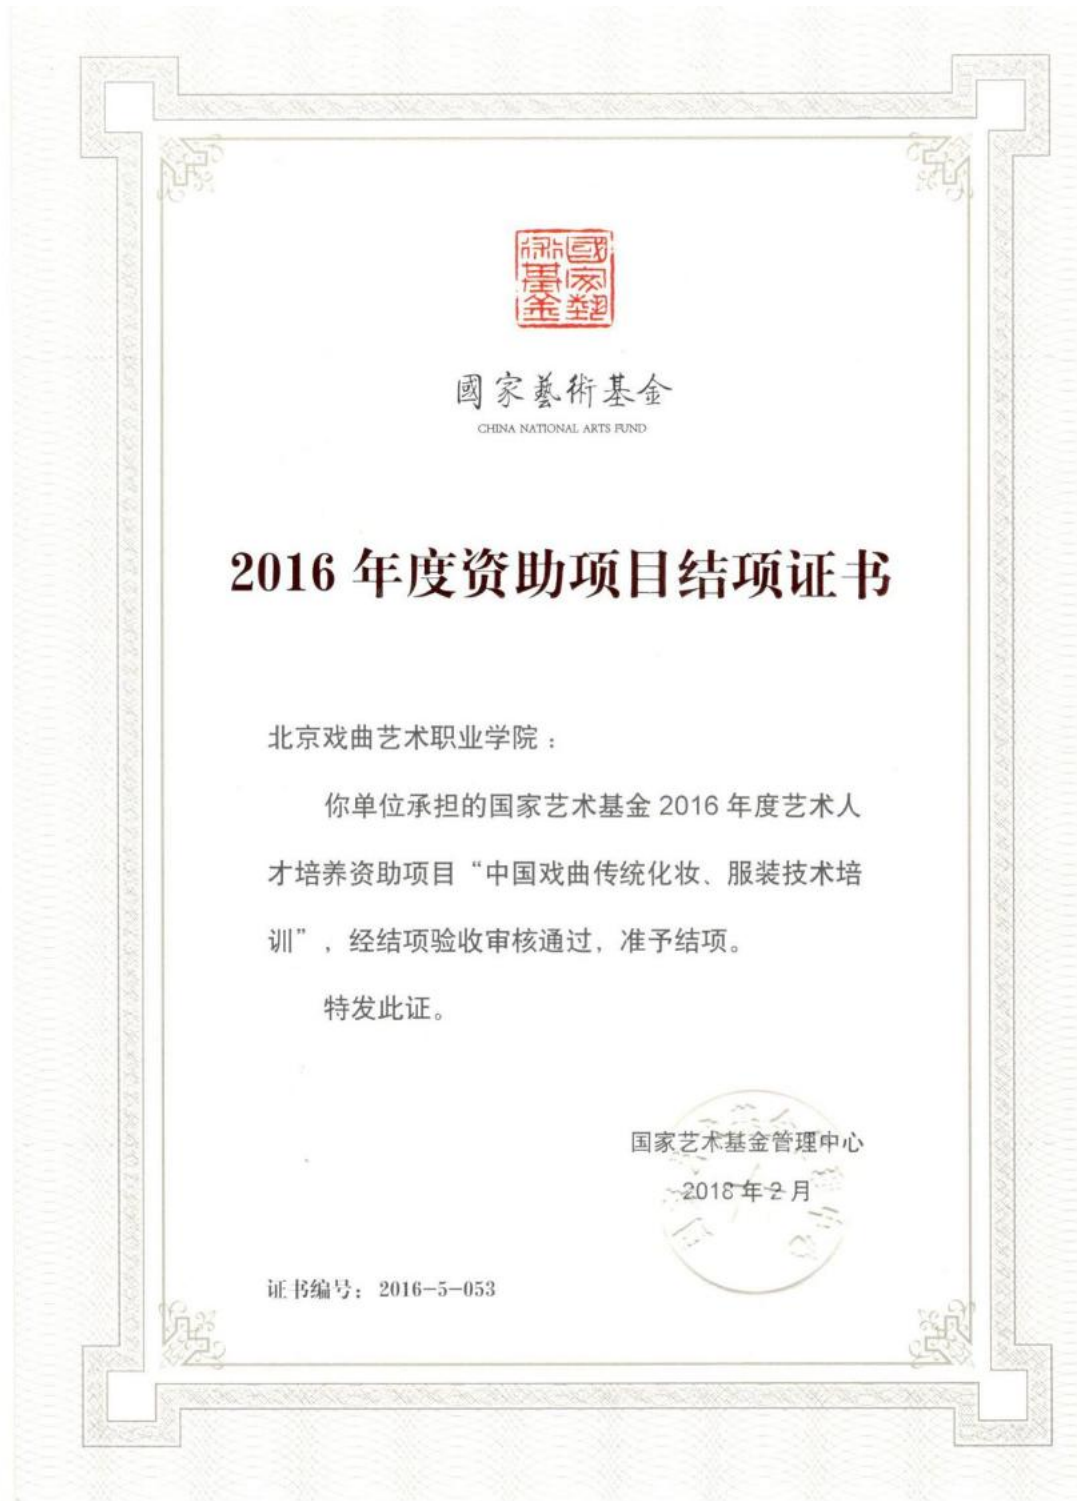 國家藝術基金
國家藝術基金
CHINA NATIONAL ARTS FUND
2016 年度资助项目结项证书
北京戏曲艺术职业学院：
你单位承担的国家艺术基金 2016 年度艺术人
才培养资助项目“中国戏曲传统化妆、服装技术培
训”，经结项验收审核通过，准予结项。
特发此证。
国家艺术基金管理中心
2018 年 2 月
证书编号：2016-5-053